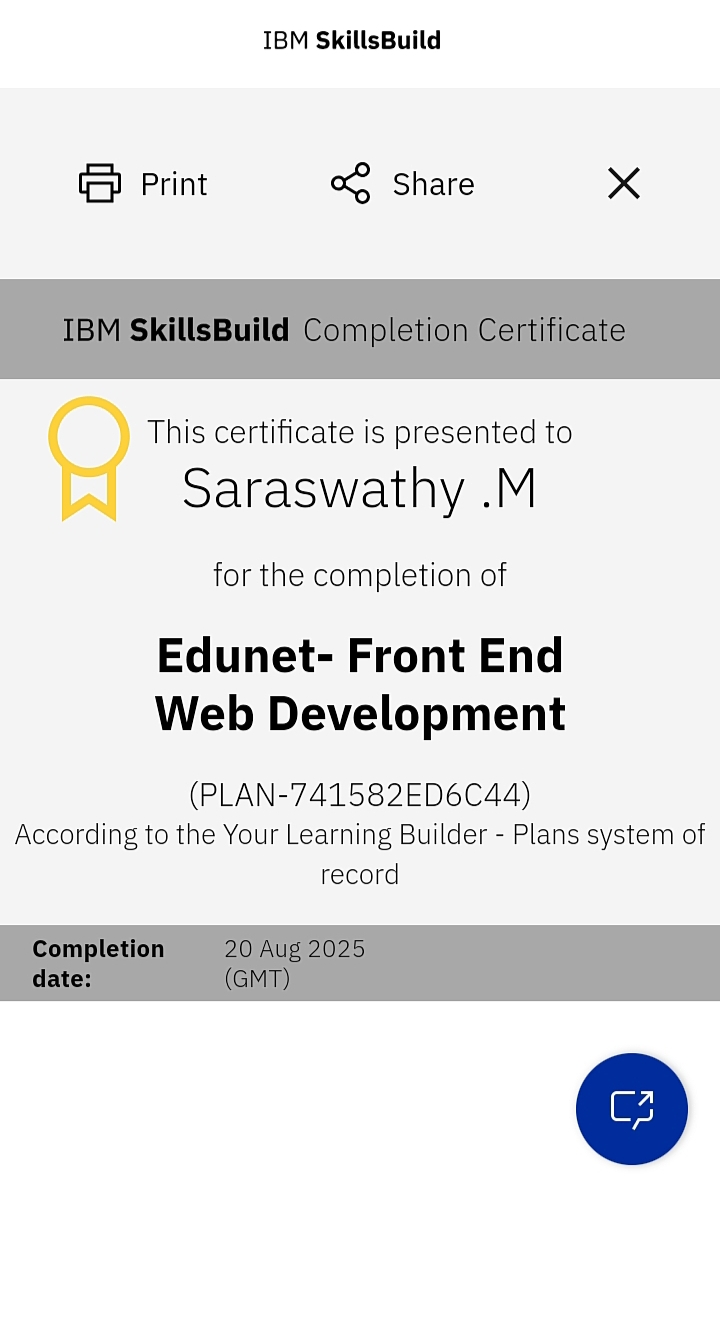 IBM SkillsBuild
Print
Share
IBM SkillsBuild Completion Certificate
This certificate is presented to
Saraswathy .M
for the completion of
Edunet- Front End
Web Development
(PLAN-741582ED6C44)
According to the Your Learning Builder - Plans system of
record
Completion date:
20 Aug 2025 (GMT)